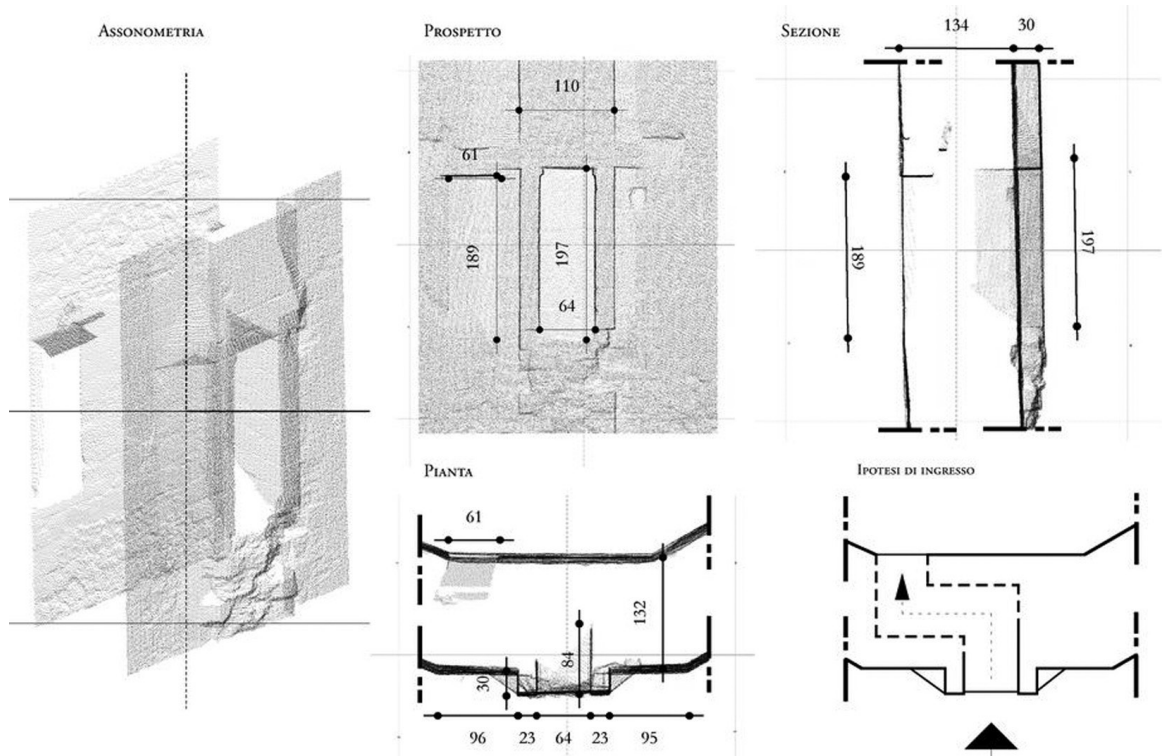 Assonometria
Prospetto
110
61
189
197
64
Sezione
134
30
189
197
Pianta
61
132
84
30
96 23 64 23 95
Ipotesi di ingresso